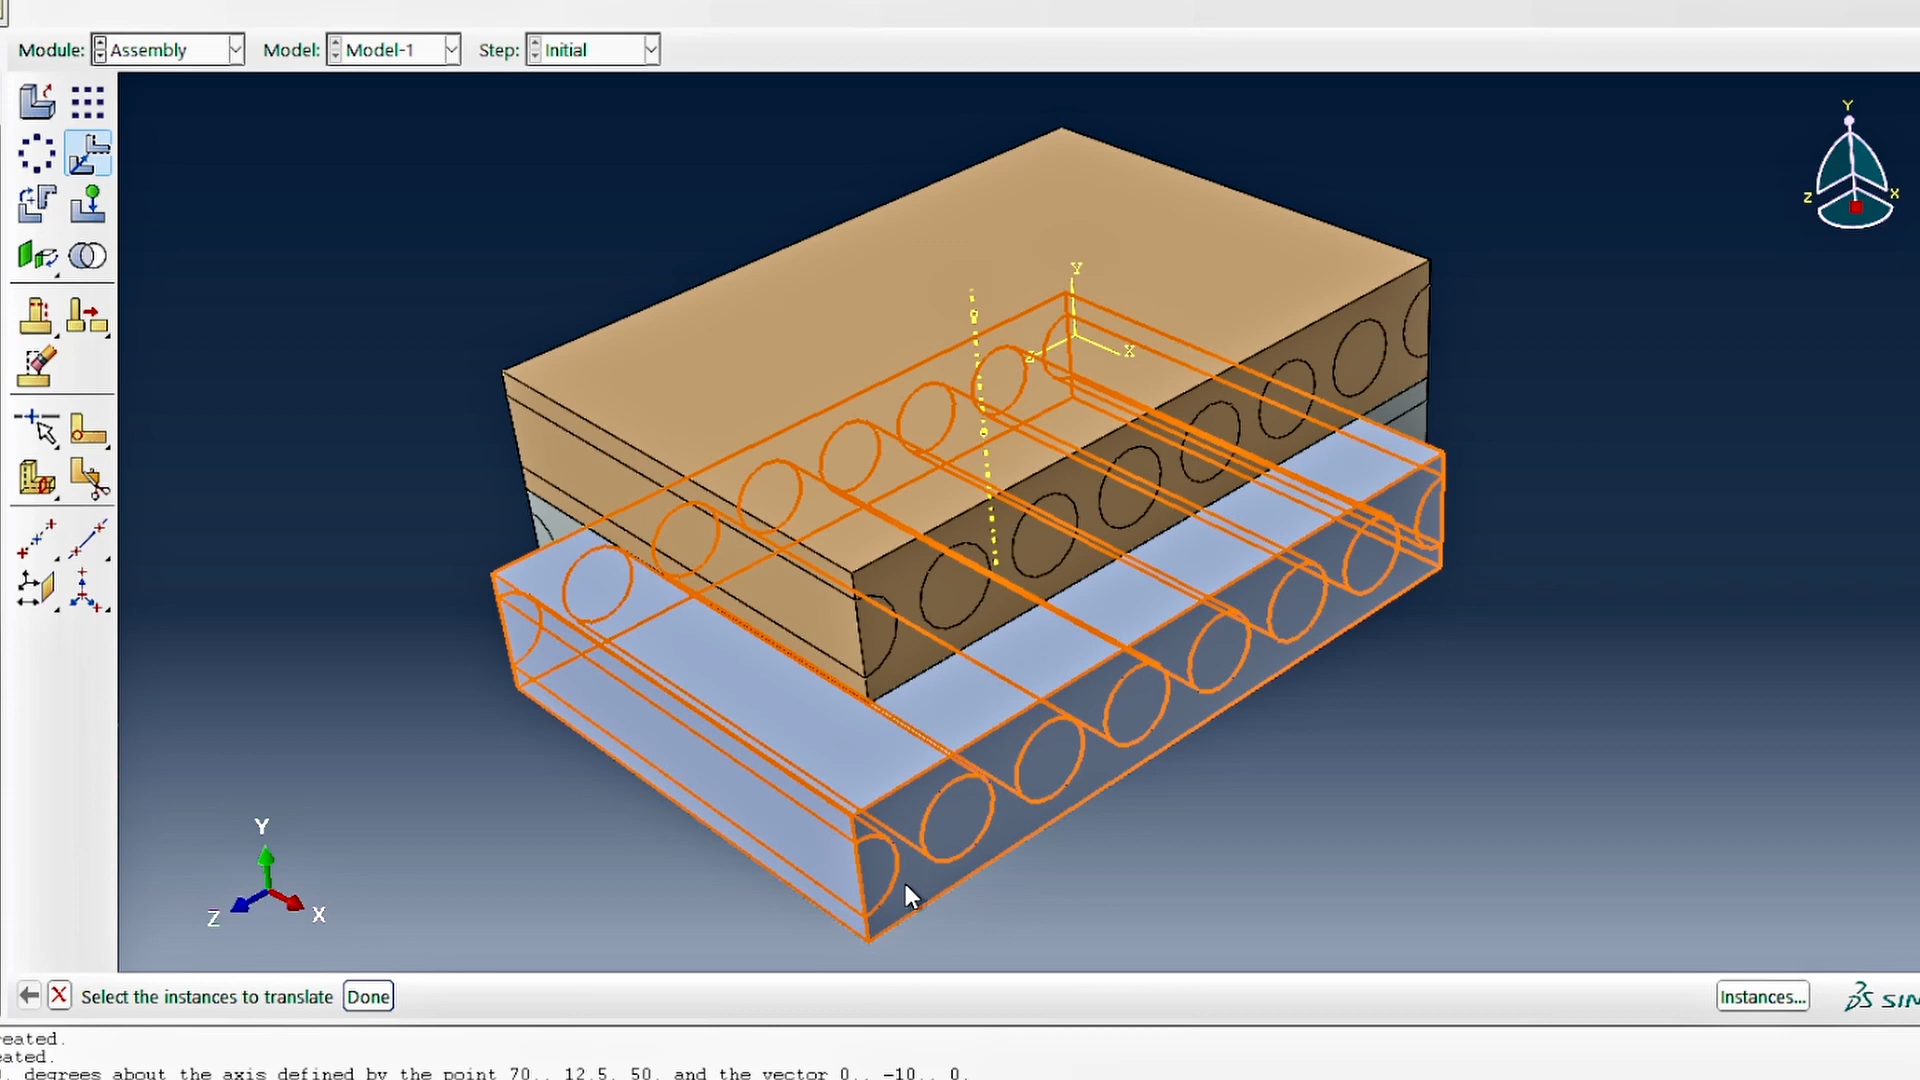 Module: Assembly Model: Model-1 Step: Initial
Y
Z X
Y
Z X
Y
Z X
Select the instances to translate Done Instances...
eated.
eated.
degrees about the axis defined by the point 70., 12.5, 50. and the vector 0., -10., 0.